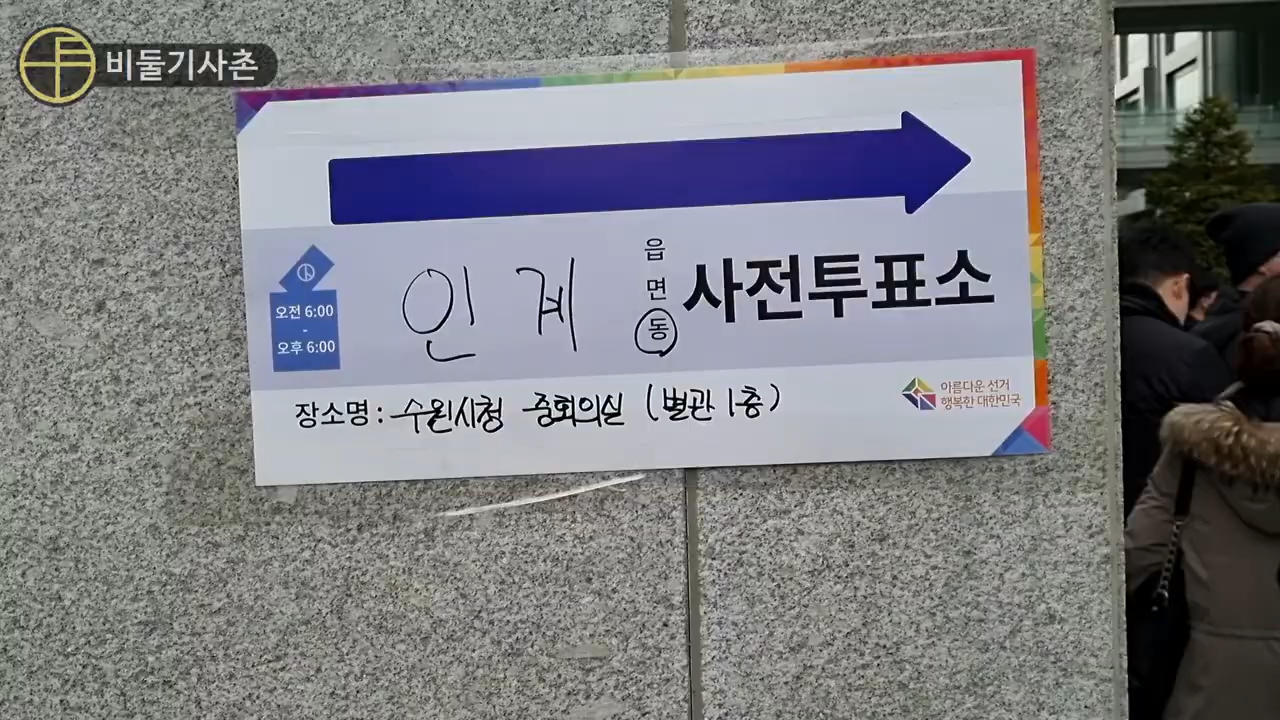 비둘기사촌
오전 6:00
-
오후 6:00
인계 읍 면 동 사전투표소
장소명: 수원시청 중회의실 (별관 1층)
아름다운 선거
행복한 대한민국